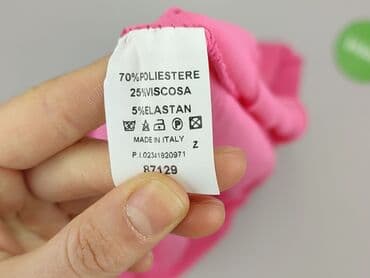 70%POLIESTERE
25%VISCOSA
5%ELASTAN
MADE IN ITALY
Z
P.I.02341820971
87129